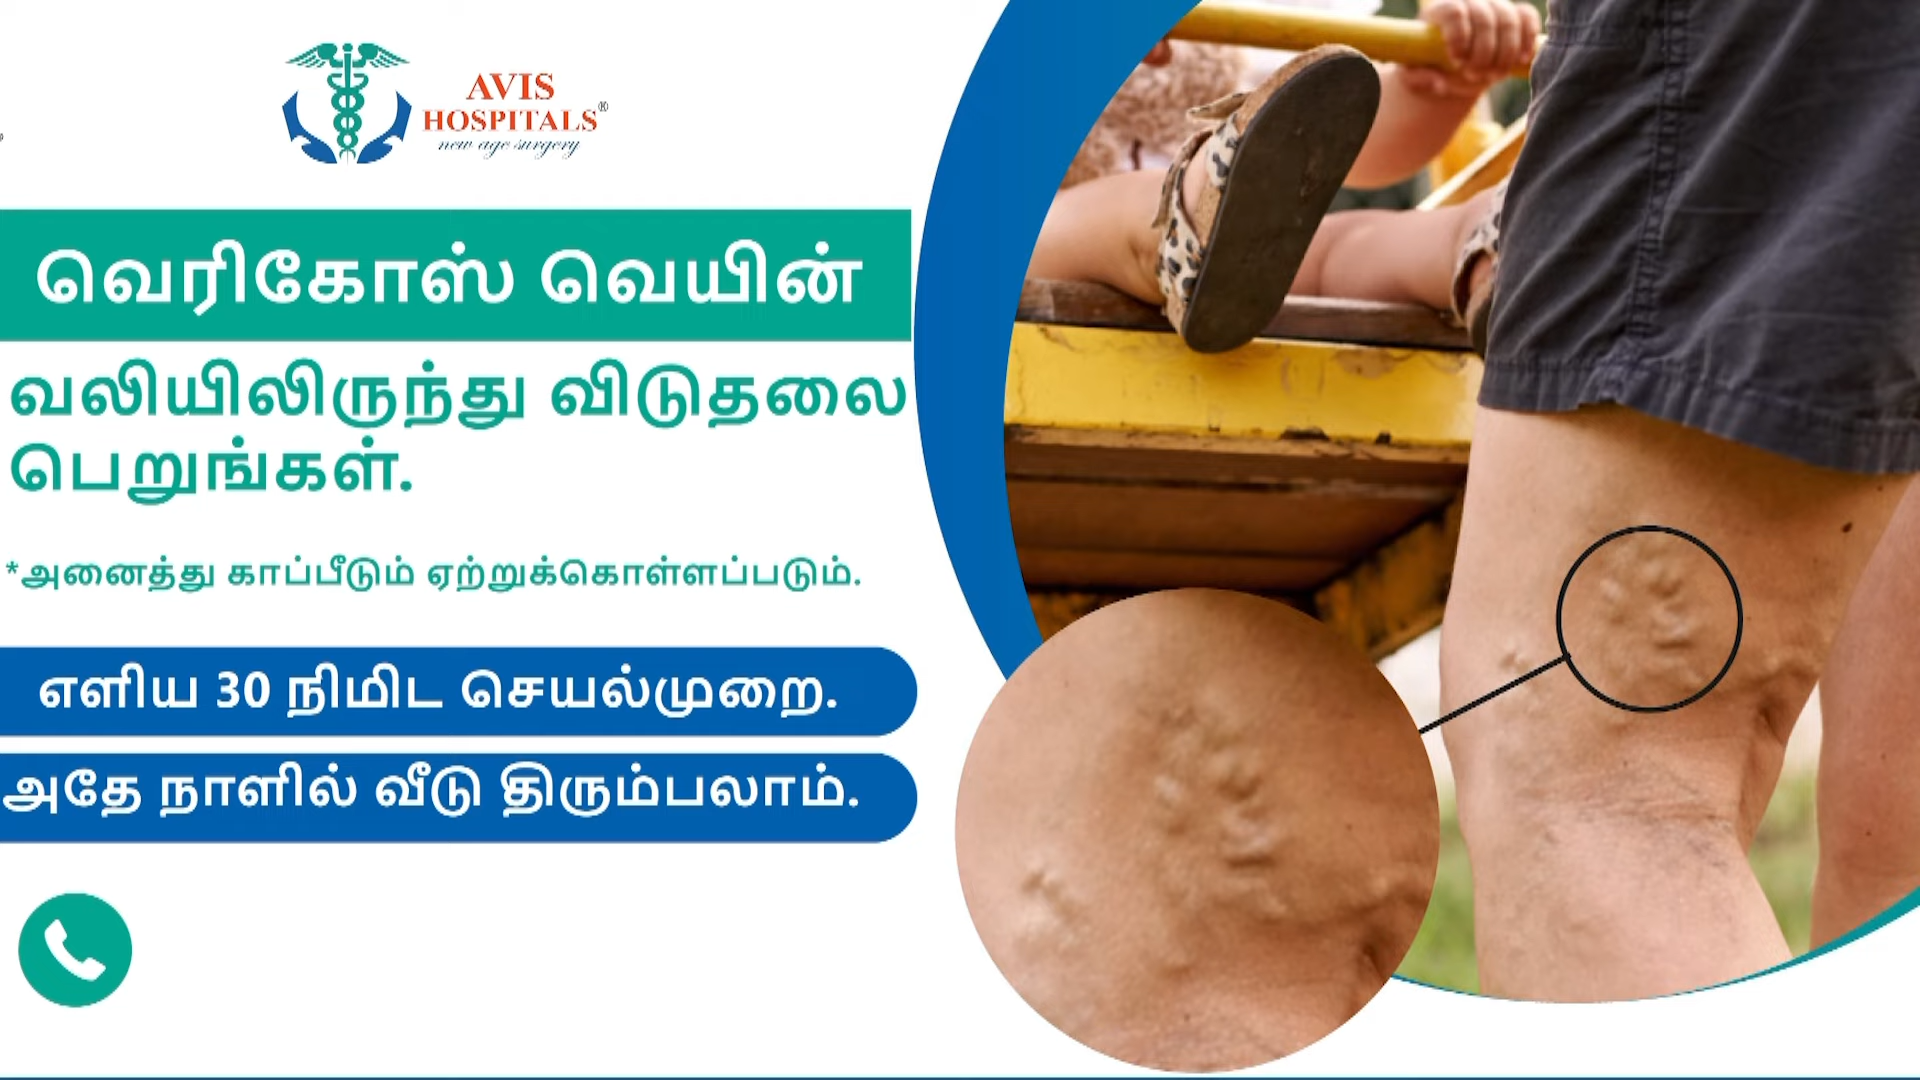 AVIS
HOSPITALS®
new age surgery
வெரிகோஸ் வெயின்
வலியிலிருந்து விடுதலை
பெறுங்கள்.
*அனைத்து காப்பீடும் ஏற்றுக்கொள்ளப்படும்.
எளிய 30 நிமிட செயல்முறை.
அதே நாளில் வீடு திரும்பலாம்.